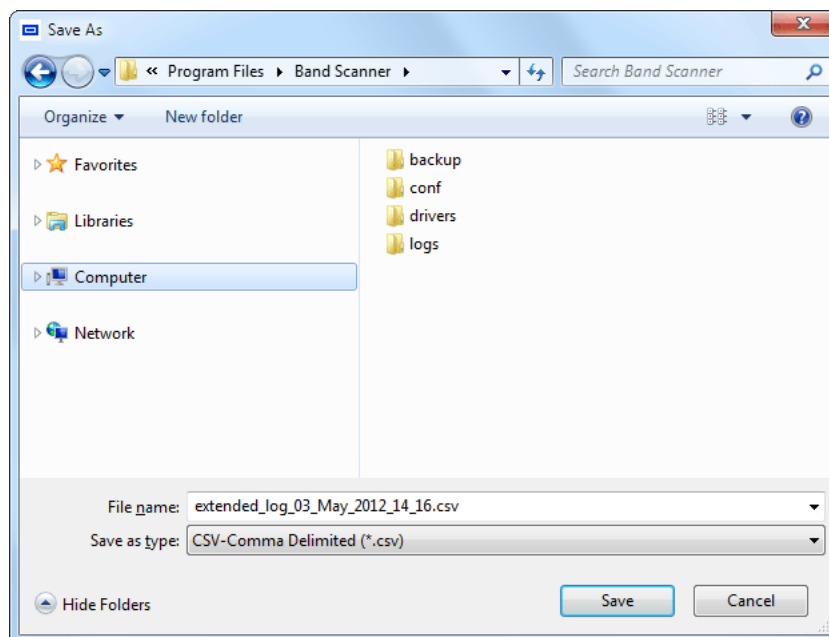 Save As
« Program Files Band Scanner
Search Band Scanner
Organize New folder
Favorites
Libraries
Computer
Network
backup
conf
drivers
logs
File name: extended_log_03_May_2012_14_16.csv
Save as type: CSV-Comma Delimited (*.csv)
Hide Folders Save Cancel